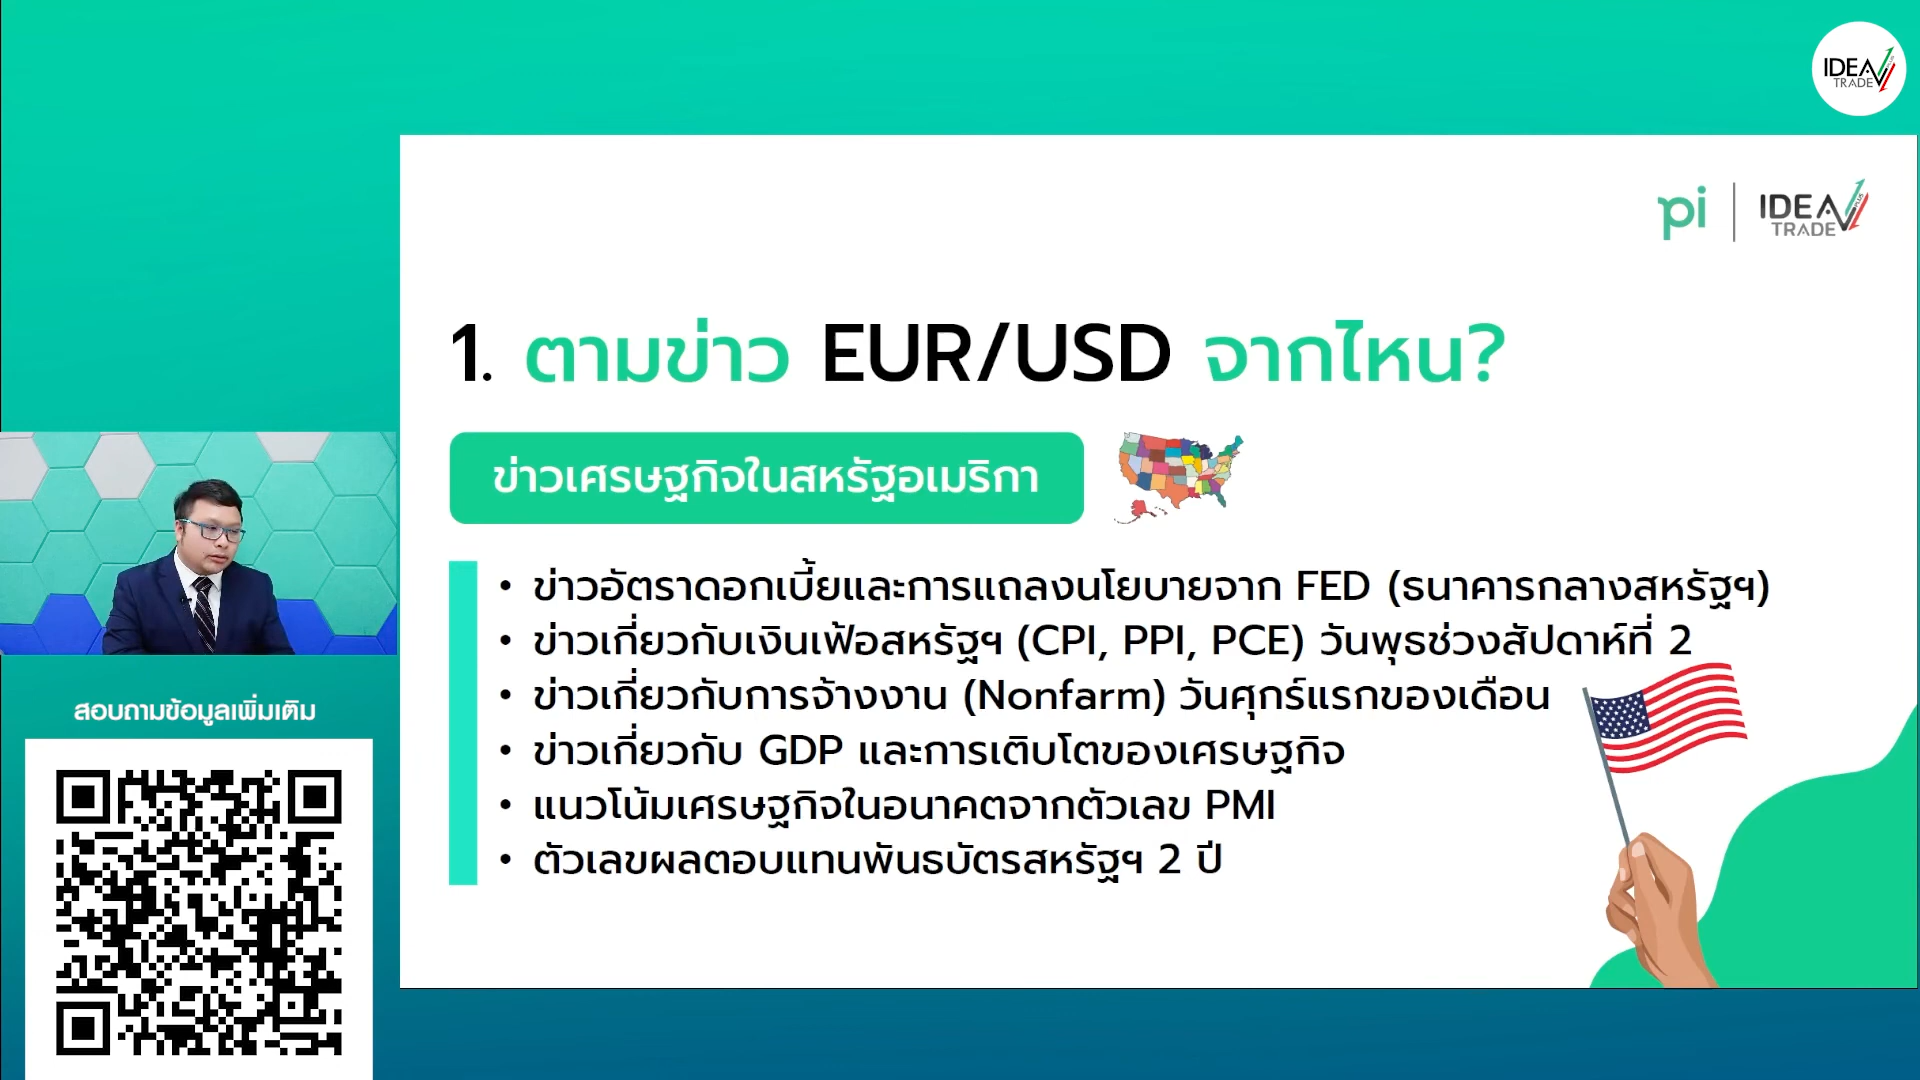 IDEA
TRADE
PLUS
pi
IDEA
TRADE
PLUS
1. ตามข่าว EUR/USD จากไหน?
ข่าวเศรษฐกิจในสหรัฐอเมริกา
• ข่าวอัตราดอกเบี้ยและการแถลงนโยบายจาก FED (ธนาคารกลางสหรัฐฯ)
• ข่าวเกี่ยวกับเงินเฟ้อสหรัฐฯ (CPI, PPI, PCE) วันพุธช่วงสัปดาห์ที่ 2
• ข่าวเกี่ยวกับการจ้างงาน (Nonfarm) วันศุกร์แรกของเดือน
• ข่าวเกี่ยวกับ GDP และการเติบโตของเศรษฐกิจ
• แนวโน้มเศรษฐกิจในอนาคตจากตัวเลข PMI
• ตัวเลขผลตอบแทนพันธบัตรสหรัฐฯ 2 ปี
สอบถามข้อมูลเพิ่มเติม